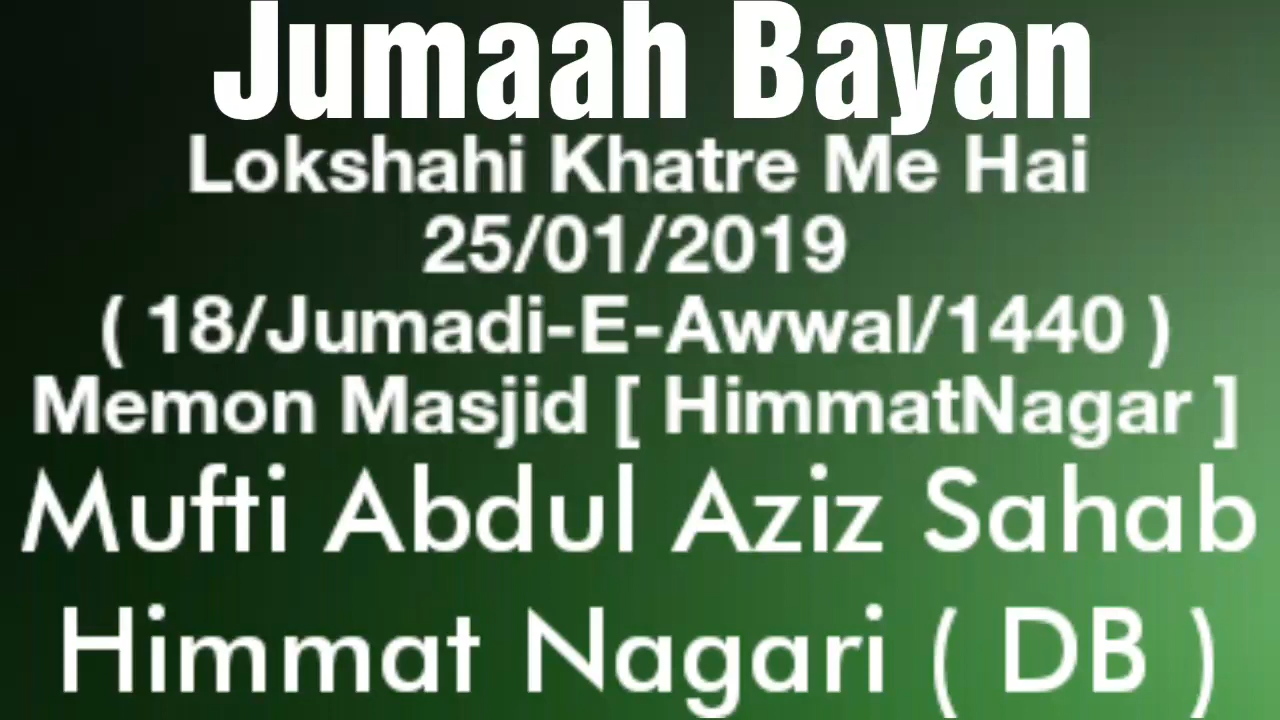 Jumaah Bayan
Lokshahi Khatre Me Hai
25/01/2019
( 18/Jumadi-E-Awwal/1440 )
Memon Masjid [ HimmatNagar ]
Mufti Abdul Aziz Sahab
Himmat Nagari ( DB )